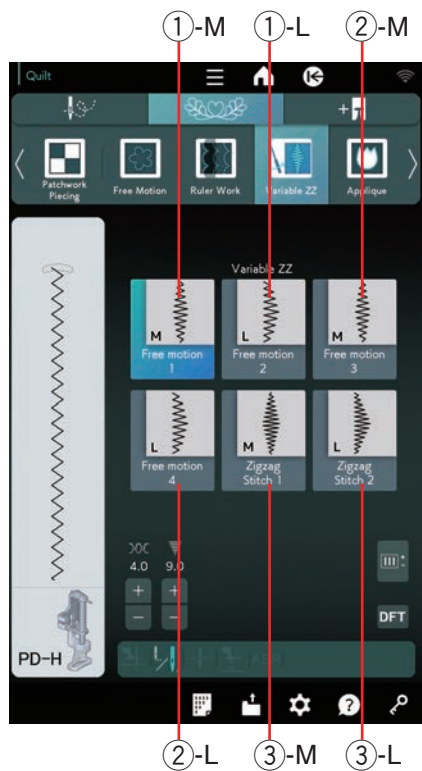 ①-M ①-L ②-M
Quilt
Patchwork
Piecing
Free Motion
Ruler Work
Variable ZZ
Applique
Variable ZZ
M
Free motion
1
L
Free motion
2
M
Free motion
3
L
Free motion
4
M
Zigzag
Stitch 1
L
Zigzag
Stitch 2
4.0 9.0
+ +
− −
DFT
PD-H
②-L ③-M ③-L